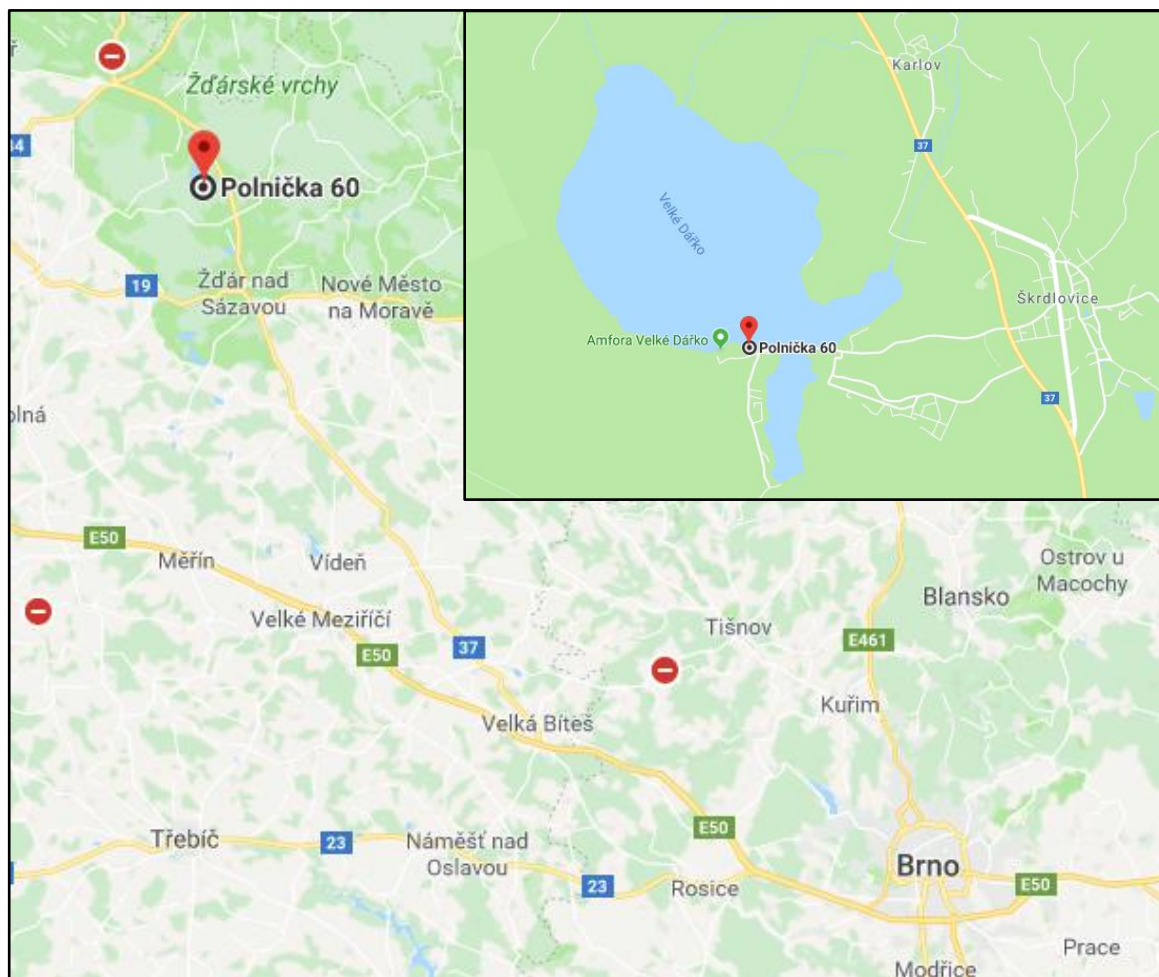 Žďárské vrchy
Polnička 60
19
Žďár nad
Sázavou
Nové Město
na Moravě
E50
Měřín
Vídeň
Velké Meziříčí
E50
37
Velká Bíteš
Tišnov
E461
Kuřim
Blansko
Ostrov u
Macochy
E50
Třebíč
23
Náměšť nad
Oslavou
23
Rosice
Brno
E50
Prace
Modřice
Karlov
37
Velké Dářko
Škrdlovice
Amfora Velké Dářko
Polnička 60
37